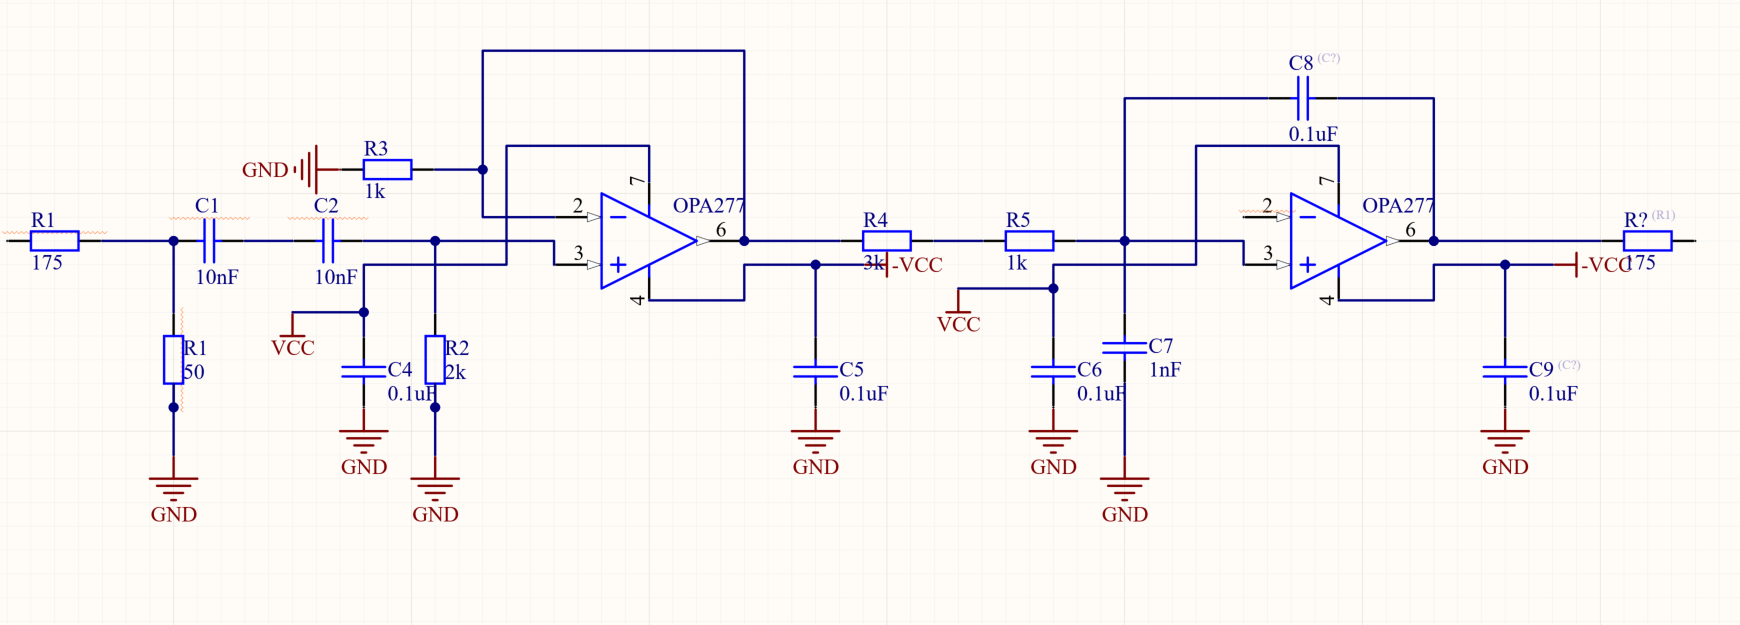 C8 (C?)
0.1uF
R3
GND
1k
7
7
C1
C2
2
OPA277
2
OPA277
R1
6
R4
R5
6
R? (R1)
175
10nF
10nF
3
3k
-VCC
1k
3
-VCC
175
4
4
VCC
VCC
R1
50
R2
2k
C4
0.1uF
C5
0.1uF
C6
0.1uF
C7
1nF
C9 (C?)
0.1uF
GND
GND
GND
GND
GND
GND
GND